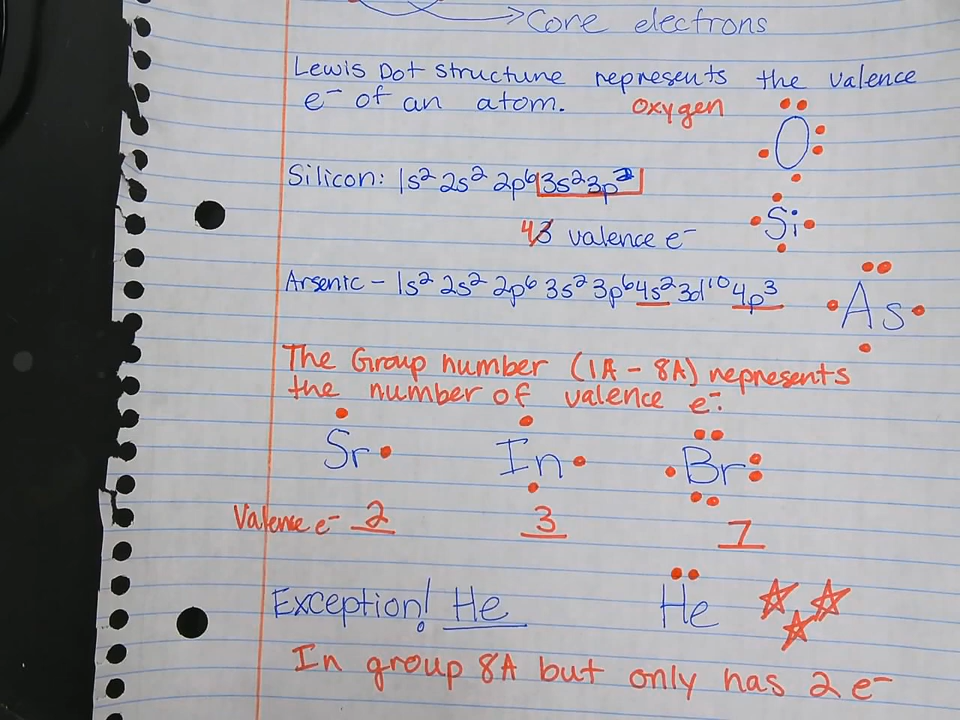 → Core electrons
Lewis Dot structure represents the valence
e⁻ of an atom. oxygen
O
Silicon: 1s² 2s² 2p⁶ 3s² 3p²
Si
4 3 valence e⁻
Arsenic – 1s² 2s² 2p⁶ 3s² 3p⁶ 4s² 3d¹⁰ 4p³
As
The Group number (1A – 8A) represents
the number of valence e⁻.
Sr In Br
Valence e⁻ 2 3 7
Exception! He He
In group 8A but only has 2 e⁻